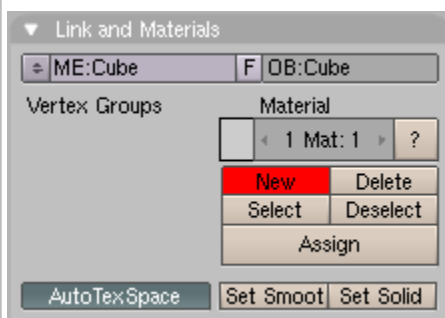 Link and Materials
ME:Cube F OB:Cube
Vertex Groups Material
1 Mat: 1 ?
New Delete
Select Deselect
Assign
AutoTexSpace Set Smoot Set Solid